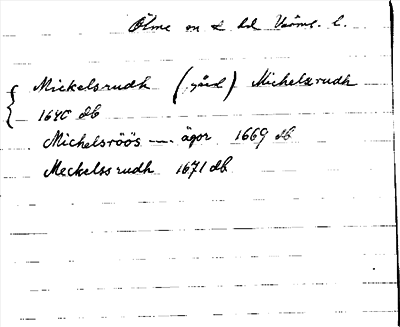 Ölme sn o hd Värml. l.
Mickelsrudh (gård) Michelsrudh
1640 db
Michelsröös — ägor 1669 db
Meckelssrudh 1671 db